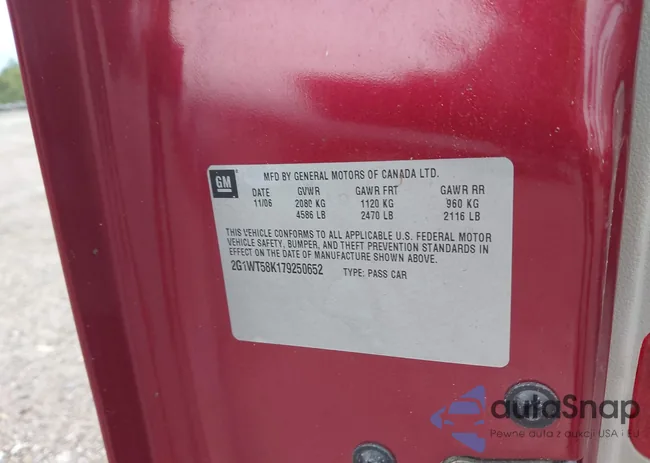 GM
MFD BY GENERAL MOTORS OF CANADA LTD.
DATE GVWR GAWR FRT GAWR RR
11/06 2080 KG 1120 KG 960 KG
4586 LB 2470 LB 2116 LB
THIS VEHICLE CONFORMS TO ALL APPLICABLE U.S. FEDERAL MOTOR
VEHICLE SAFETY, BUMPER, AND THEFT PREVENTION STANDARDS IN
EFFECT ON THE DATE OF MANUFACTURE SHOWN ABOVE.
2G1WT58K179250652 TYPE: PASS CAR
autaSnap
Pewne auta z aukcji USA i EU